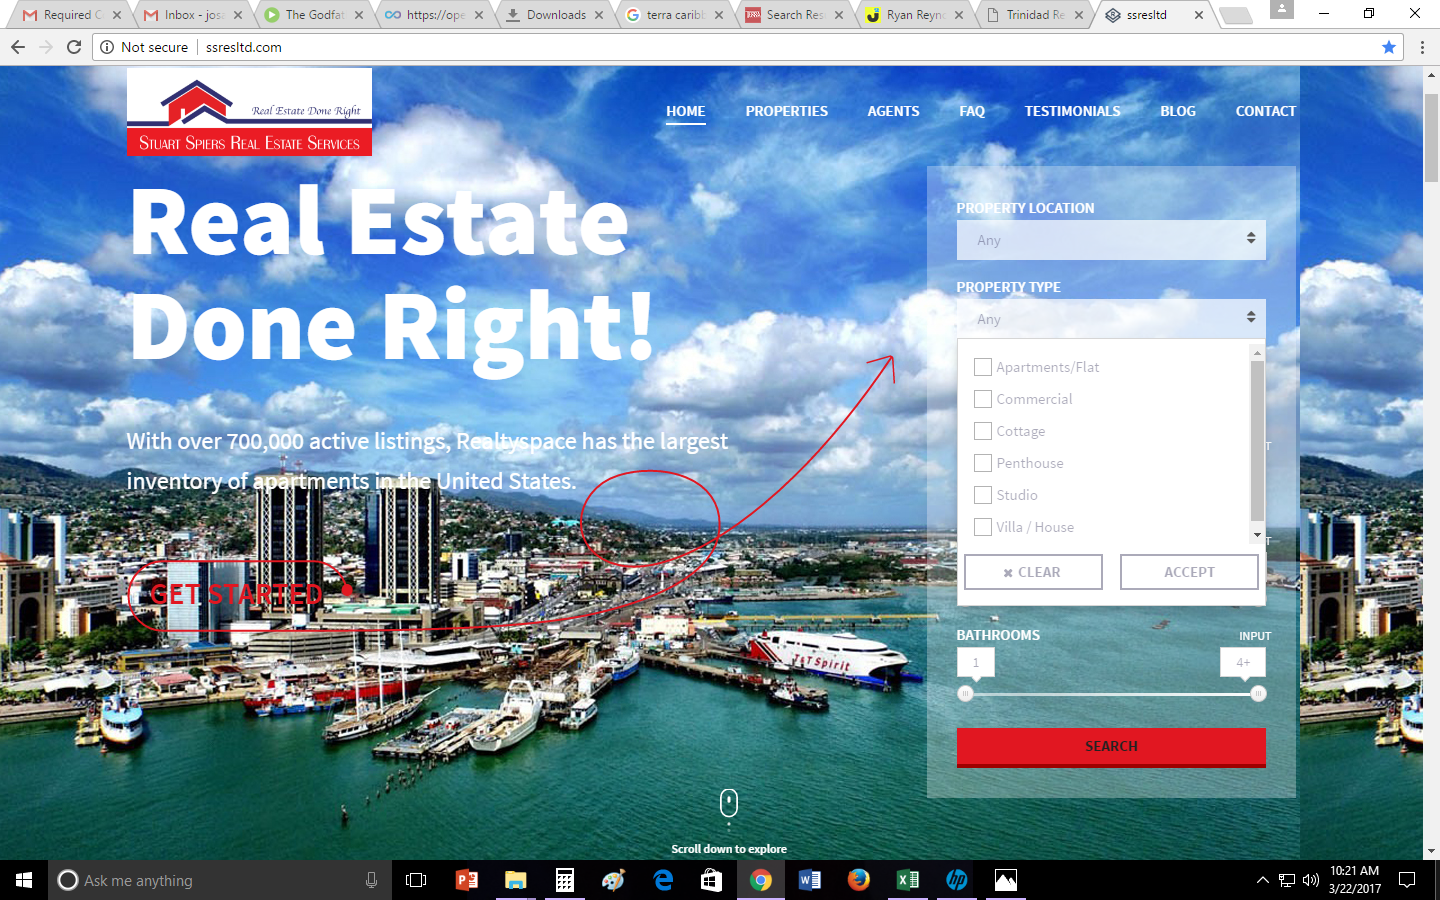 Required C
Inbox - josa
The Godfat
https://ope
Downloads
terra caribb
Search Res
Ryan Reyno
Trinidad Re
ssresltd
Not secure
ssresltd.com
Real Estate Done Right
STUART SPIERS REAL ESTATE SERVICES
HOME
PROPERTIES
AGENTS
FAQ
TESTIMONIALS
BLOG
CONTACT
Real Estate
Done Right!
With over 700,000 active listings, Realtyspace has the largest
inventory of apartments in the United States.
GET STARTED
T&T Spirit
PROPERTY LOCATION
Any
PROPERTY TYPE
Any
Apartments/Flat
Commercial
Cottage
Penthouse
Studio
Villa / House
CLEAR
ACCEPT
BATHROOMS
INPUT
1
4+
SEARCH
Scroll down to explore
Ask me anything
10:21 AM
3/22/2017